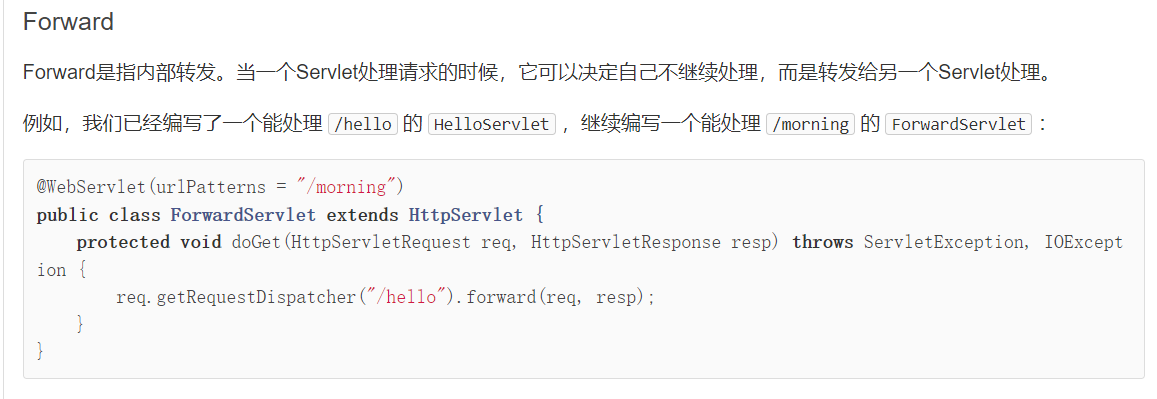 Forward
Forward是指内部转发。当一个Servlet处理请求的时候，它可以决定自己不继续处理，而是转发给另一个Servlet处理。
例如，我们已经编写了一个能处理 /hello 的 HelloServlet ，继续编写一个能处理 /morning 的 ForwardServlet ：
@WebServlet(urlPatterns = "/morning")
public class ForwardServlet extends HttpServlet {
    protected void doGet(HttpServletRequest req, HttpServletResponse resp) throws ServletException, IOExcept
ion {
        req.getRequestDispatcher("/hello").forward(req, resp);
    }
}